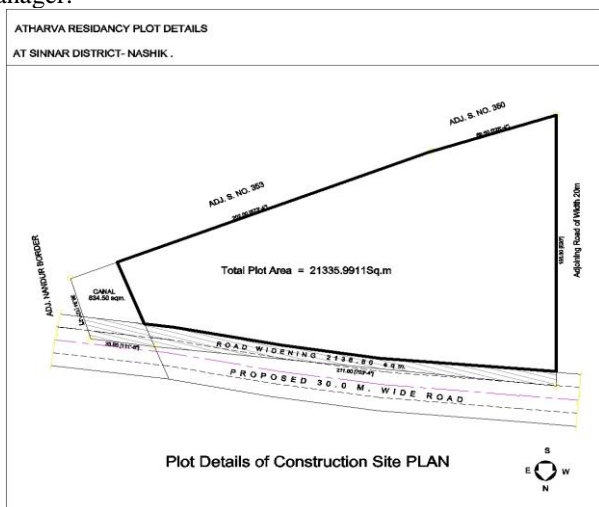 ATHARVA RESIDANCY PLOT DETAILS
AT SINNAR DISTRICT- NASHIK .
ADJ. S. NO. 350
ADJ. S. NO. 353
Adjoining Road of Width 20m
Total Plot Area = 21335.9911Sq.m
ADJ. NANDUR BORDER
CANAL
834.50 sqm.
ROAD WIDENING 2136.80 sqm.
PROPOSED 30.0 M. WIDE ROAD
Plot Details of Construction Site PLAN
S
E W
N